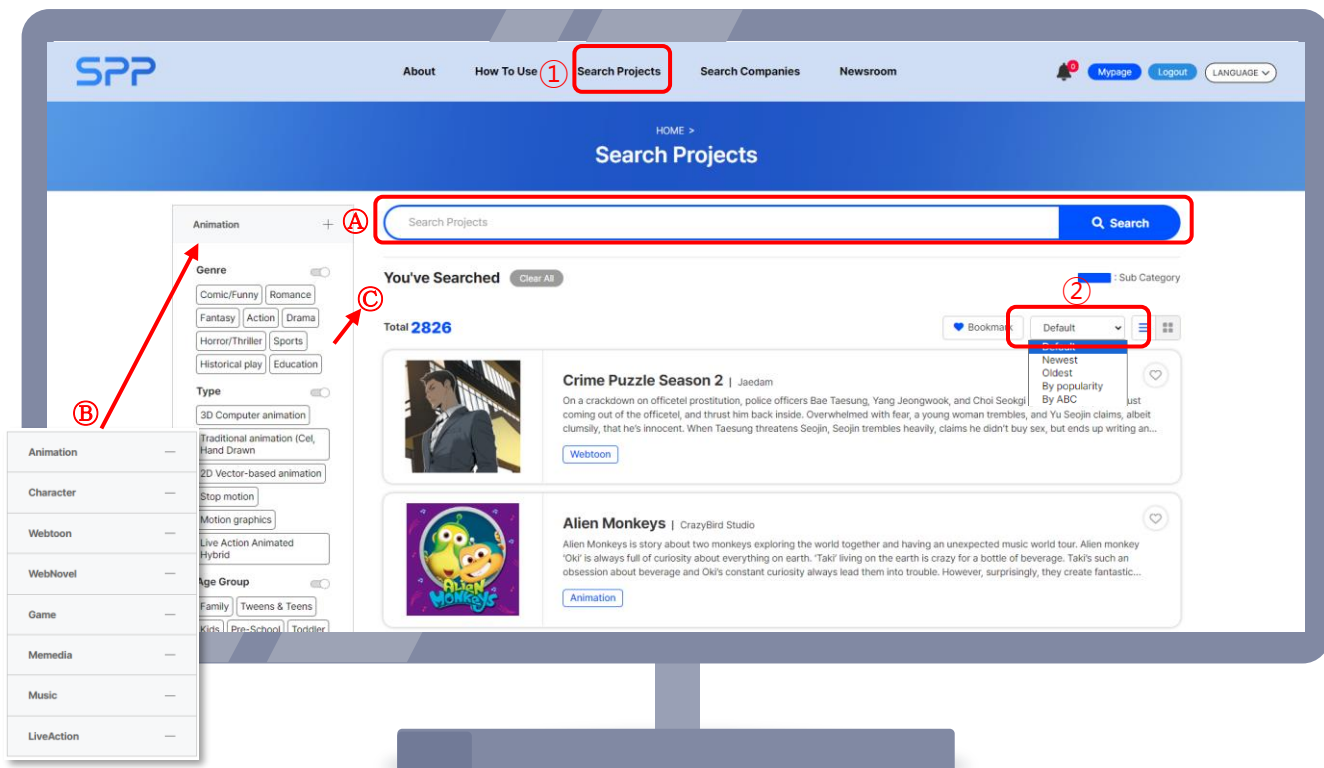 SPP
About How To Use ① Search Projects Search Companies Newsroom 0 Mypage Logout LANGUAGE
HOME >
Search Projects
Animation
Ⓐ
Search Projects
Search
Genre
Comic/Funny Romance
Fantasy Action Drama
Horror/Thriller Sports
Historical play Education
Ⓒ
Type
3D Computer animation
Traditional animation (Cel,
Hand Drawn
2D Vector-based animation
Stop motion
Motion graphics
Live Action Animated
Hybrid
Age Group
Family Tweens & Teens
Kids Pre-School Toddler
Ⓑ
Animation
Character
Webtoon
WebNovel
Game
Memedia
Music
LiveAction
You've Searched Clear All
: Sub Category
②
Total 2826
Bookmark Default
Default
Newest
Oldest
By popularity
By ABC
Crime Puzzle Season 2 | Jaedam
On a crackdown on officetel prostitution, police officers Bae Taesung, Yang Jeongwook, and Choi Seokgi ust
coming out of the officetel, and thrust him back inside. Overwhelmed with fear, a young woman trembles, and Yu Seojin claims, albeit
clumsily, that he's innocent. When Taesung threatens Seojin, Seojin trembles heavily, claims he didn't buy sex, but ends up writing an...
Webtoon
ALIEN MONKEYS
Alien Monkeys | CrazyBird Studio
Alien Monkeys is story about two monkeys exploring the world together and having an unexpected music world tour. Alien monkey
'Oki' is always full of curiosity about everything on earth. 'Taki' living on the earth is crazy for a bottle of beverage. Taki's such an
obsession about beverage and Oki's constant curiosity always lead them into trouble. However, surprisingly, they create fantastic...
Animation